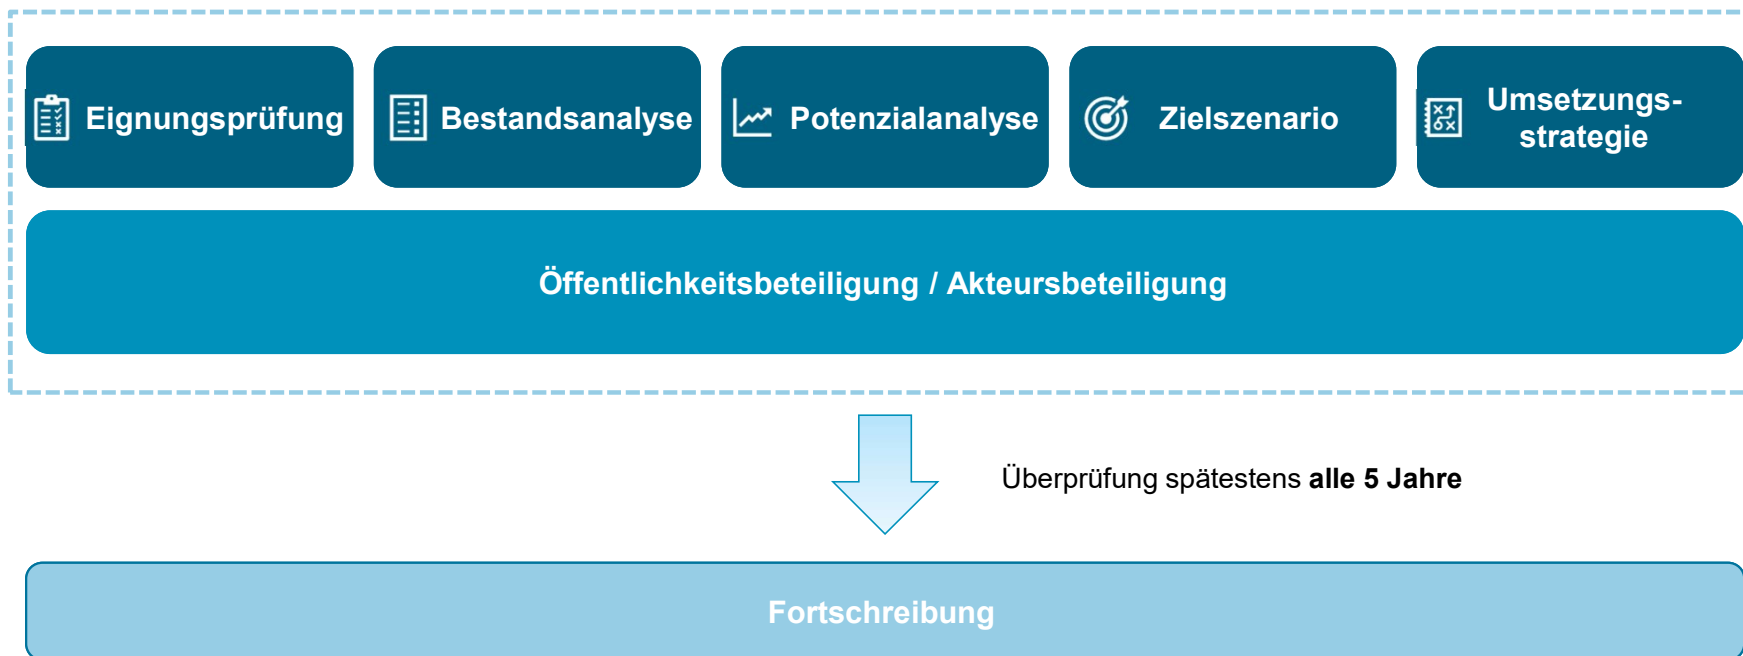 Eignungsprüfung
Bestandsanalyse
Potenzialanalyse
Zielszenario
Umsetzungs-
strategie
Öffentlichkeitsbeteiligung / Akteursbeteiligung
Überprüfung spätestens alle 5 Jahre
Fortschreibung